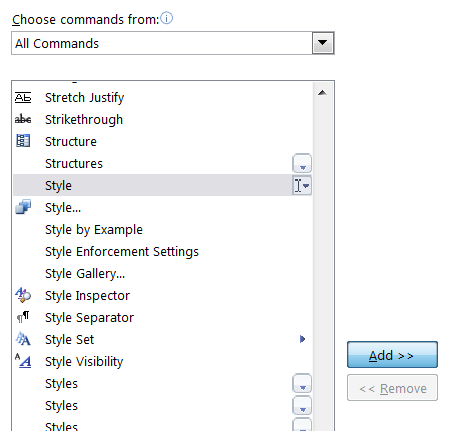 Choose commands from:
All Commands
Stretch Justify
Strikethrough
Structure
Structures
Style
Style...
Style by Example
Style Enforcement Settings
Style Gallery...
Style Inspector
Style Separator
Style Set
Style Visibility
Styles
Styles
Styles
Add >>
<< Remove